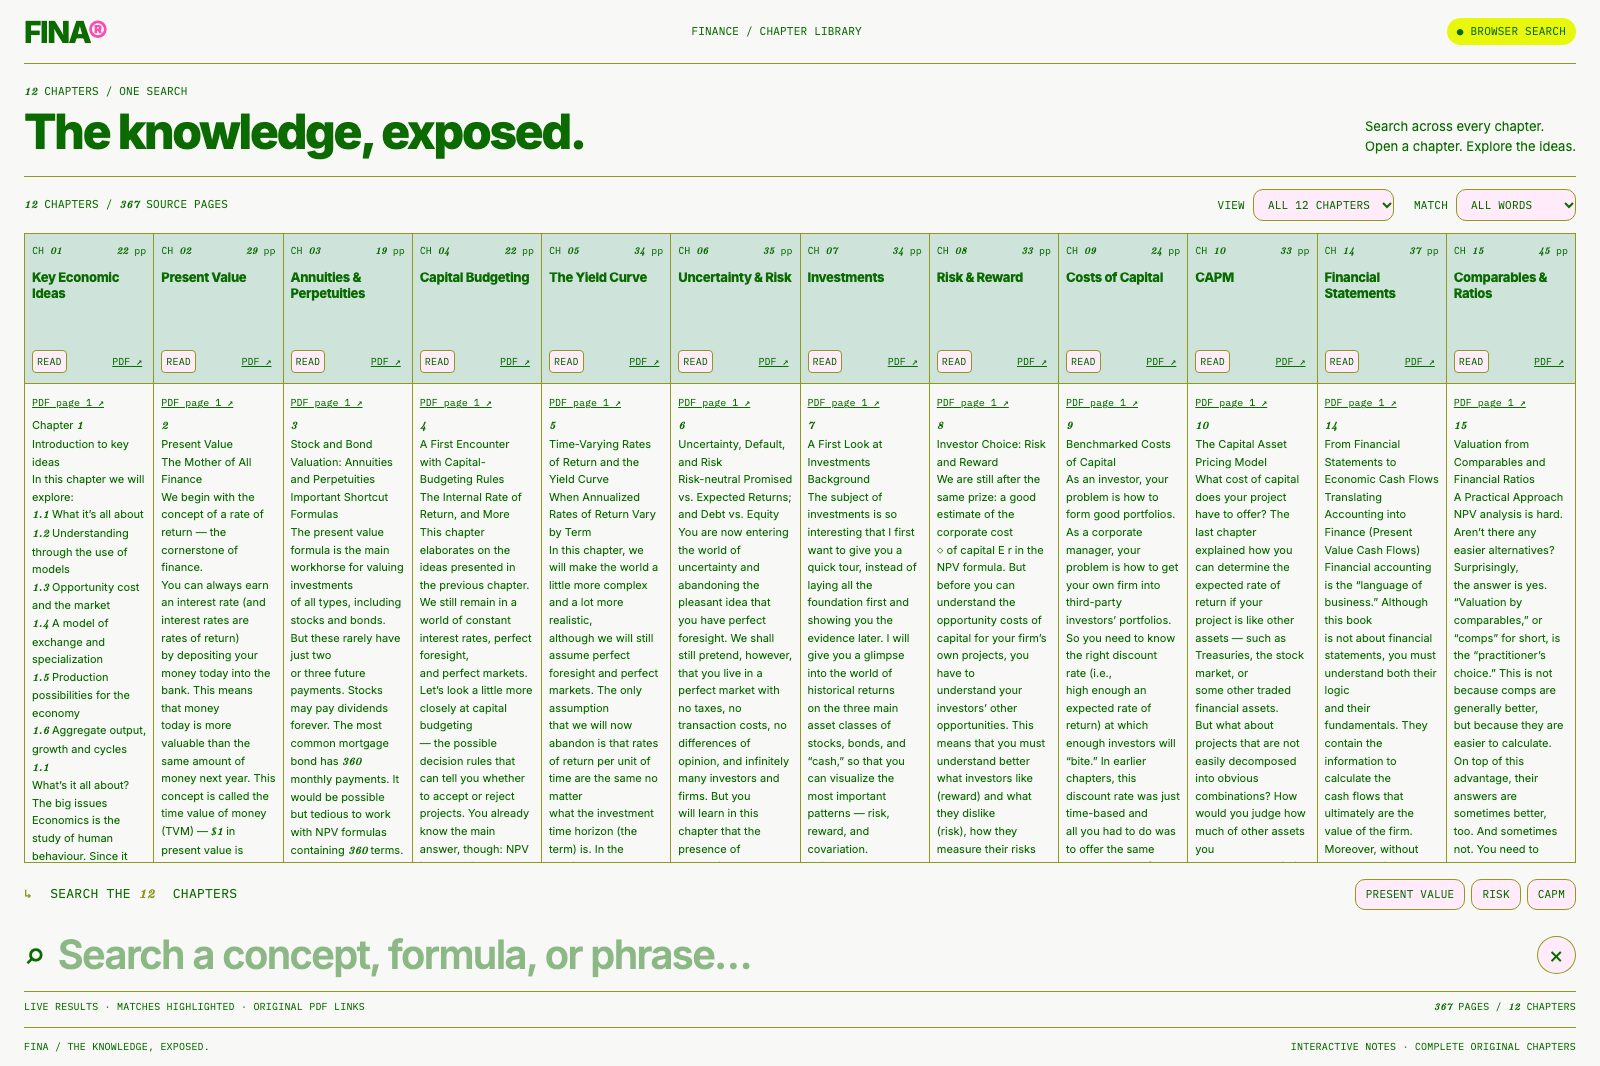 FINA®
FINANCE / CHAPTER LIBRARY
● BROWSER SEARCH
12 CHAPTERS / ONE SEARCH
The knowledge, exposed.
Search across every chapter.
Open a chapter. Explore the ideas.
12 CHAPTERS / 367 SOURCE PAGES
VIEW ALL 12 CHAPTERS
MATCH ALL WORDS
CH 01 22 pp
Key Economic
Ideas
READ PDF ↗
PDF page 1 ↗
Chapter 1
Introduction to key
ideas
In this chapter we will
explore:
1.1 What it’s all about
1.2 Understanding
through the use of
models
1.3 Opportunity cost
and the market
1.4 A model of
exchange and
specialization
1.5 Production
possibilities for the
economy
1.6 Aggregate output,
growth and cycles
1.1
What’s it all about?
The big issues
Economics is the
study of human
behaviour. Since it
CH 02 29 pp
Present Value
READ PDF ↗
PDF page 1 ↗
2
Present Value
The Mother of All
Finance
We begin with the
concept of a rate of
return — the
cornerstone of
finance.
You can always earn
an interest rate (and
interest rates are
rates of return)
by depositing your
money today into the
bank. This means
that money
today is more
valuable than the
same amount of
money next year. This
concept is called the
time value of money
(TVM) — $1 in
present value is
CH 03 19 pp
Annuities &
Perpetuities
READ PDF ↗
PDF page 1 ↗
3
Stock and Bond
Valuation: Annuities
and Perpetuities
Important Shortcut
Formulas
The present value
formula is the main
workhorse for valuing
investments
of all types, including
stocks and bonds.
But these rarely have
just two
or three future
payments. Stocks
may pay dividends
forever. The most
common mortgage
bond has 360
monthly payments. It
would be possible
but tedious to work
with NPV formulas
containing 360 terms.
CH 04 22 pp
Capital Budgeting
READ PDF ↗
PDF page 1 ↗
4
A First Encounter
with Capital-
Budgeting Rules
The Internal Rate of
Return, and More
This chapter
elaborates on the
ideas presented in
the previous chapter.
We still remain in a
world of constant
interest rates, perfect
foresight,
and perfect markets.
Let’s look a little more
closely at capital
budgeting
— the possible
decision rules that
can tell you whether
to accept or reject
projects. You already
know the main
answer, though: NPV
CH 05 34 pp
The Yield Curve
READ PDF ↗
PDF page 1 ↗
5
Time-Varying Rates
of Return and the
Yield Curve
When Annualized
Rates of Return Vary
by Term
In this chapter, we
will make the world a
little more complex
and a lot more
realistic,
although we will still
assume perfect
foresight and perfect
markets. The only
assumption
that we will now
abandon is that rates
of return per unit of
time are the same no
matter
what the investment
time horizon (the
term) is. In the
CH 06 35 pp
Uncertainty & Risk
READ PDF ↗
PDF page 1 ↗
6
Uncertainty, Default,
and Risk
Risk-neutral Promised
vs. Expected Returns;
and Debt vs. Equity
You are now entering
the world of
uncertainty and
abandoning the
pleasant idea that
you have perfect
foresight. We shall
still pretend, however,
that you live in a
perfect market with
no taxes, no
transaction costs, no
differences of
opinion, and infinitely
many investors and
firms. But you
will learn in this
chapter that the
presence of
CH 07 34 pp
Investments
READ PDF ↗
PDF page 1 ↗
7
A First Look at
Investments
Background
The subject of
investments is so
interesting that I first
want to give you a
quick tour, instead of
laying all the
foundation first and
showing you the
evidence later. I will
give you a glimpse
into the world of
historical returns
on the three main
asset classes of
stocks, bonds, and
“cash,” so that you
can visualize the
most important
patterns — risk,
reward, and
covariation.
CH 08 33 pp
Risk & Reward
READ PDF ↗
PDF page 1 ↗
8
Investor Choice: Risk
and Reward
We are still after the
same prize: a good
estimate of the
corporate cost
◇ of capital E r in the
NPV formula. But
before you can
understand the
opportunity costs of
capital for your firm’s
own projects, you
have to
understand your
investors’ other
opportunities. This
means that you must
understand better
what investors like
(reward) and what
they dislike
(risk), how they
measure their risks
CH 09 24 pp
Costs of Capital
READ PDF ↗
PDF page 1 ↗
9
Benchmarked Costs
of Capital
As an investor, your
problem is how to
form good portfolios.
As a corporate
manager, your
problem is how to get
your own firm into
third-party
investors’ portfolios.
So you need to know
the right discount
rate (i.e.,
high enough an
expected rate of
return) at which
enough investors will
“bite.” In earlier
chapters, this
discount rate was just
time-based and
all you had to do was
to offer the same
CH 10 33 pp
CAPM
READ PDF ↗
PDF page 1 ↗
10
The Capital Asset
Pricing Model
What cost of capital
does your project
have to offer? The
last chapter
explained how you
can determine the
expected rate of
return if your
project is like other
assets — such as
Treasuries, the stock
market, or
some other traded
financial assets.
But what about
projects that are not
easily decomposed
into obvious
combinations? How
would you judge how
much of other assets
you
CH 14 37 pp
Financial
Statements
READ PDF ↗
PDF page 1 ↗
14
From Financial
Statements to
Economic Cash Flows
Translating
Accounting into
Finance (Present
Value Cash Flows)
Financial accounting
is the “language of
business.” Although
this book
is not about financial
statements, you must
understand both their
logic
and their
fundamentals. They
contain the
information to
calculate the
cash flows that
ultimately are the
value of the firm.
Moreover, without
CH 15 45 pp
Comparables &
Ratios
READ PDF ↗
PDF page 1 ↗
15
Valuation from
Comparables and
Financial Ratios
A Practical Approach
NPV analysis is hard.
Aren’t there any
easier alternatives?
Surprisingly,
the answer is yes.
“Valuation by
comparables,” or
“comps” for short, is
the “practitioner’s
choice.” This is not
because comps are
generally better,
but because they are
easier to calculate.
On top of this
advantage, their
answers are
sometimes better,
too. And sometimes
not. You need to
↳ SEARCH THE 12 CHAPTERS
PRESENT VALUE
RISK
CAPM
Search a concept, formula, or phrase...
×
LIVE RESULTS · MATCHES HIGHLIGHTED · ORIGINAL PDF LINKS
367 PAGES / 12 CHAPTERS
FINA / THE KNOWLEDGE, EXPOSED.
INTERACTIVE NOTES · COMPLETE ORIGINAL CHAPTERS